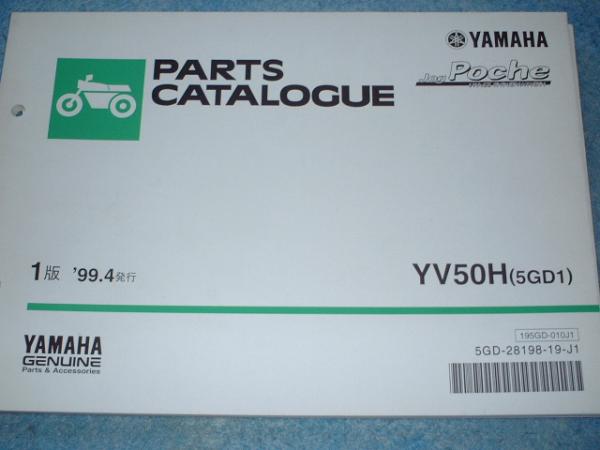 YAMAHA
PARTS
CATALOGUE
Jog Poche
1版 '99.4発行
YV50H(5GD1)
195GD-010J1
5GD-28198-19-J1
YAMAHA
GENUINE
Parts & Accessories